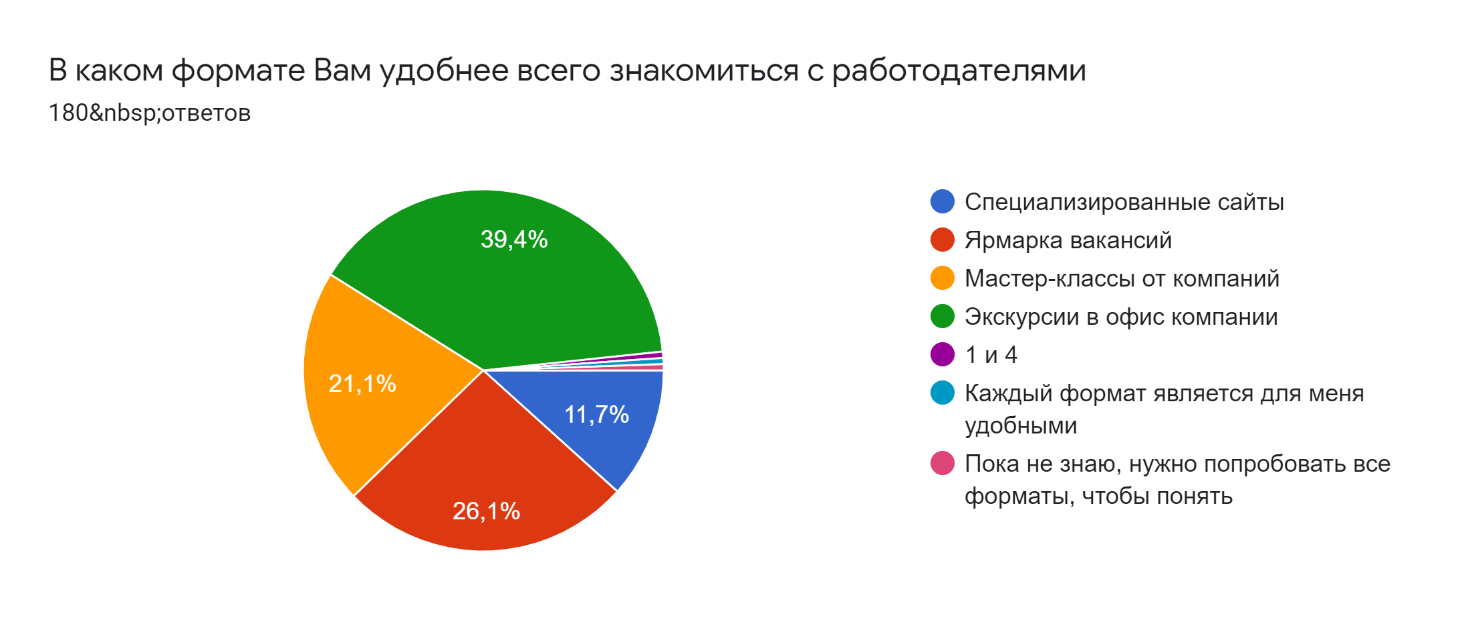 В каком формате Вам удобнее всего знакомиться с работодателями
180&nbsp;ответов
39,4%
21,1%
11,7%
26,1%
Специализированные сайты
Ярмарка вакансий
Мастер-классы от компаний
Экскурсии в офис компании
1 и 4
Каждый формат является для меня
удобными
Пока не знаю, нужно попробовать все
форматы, чтобы понять